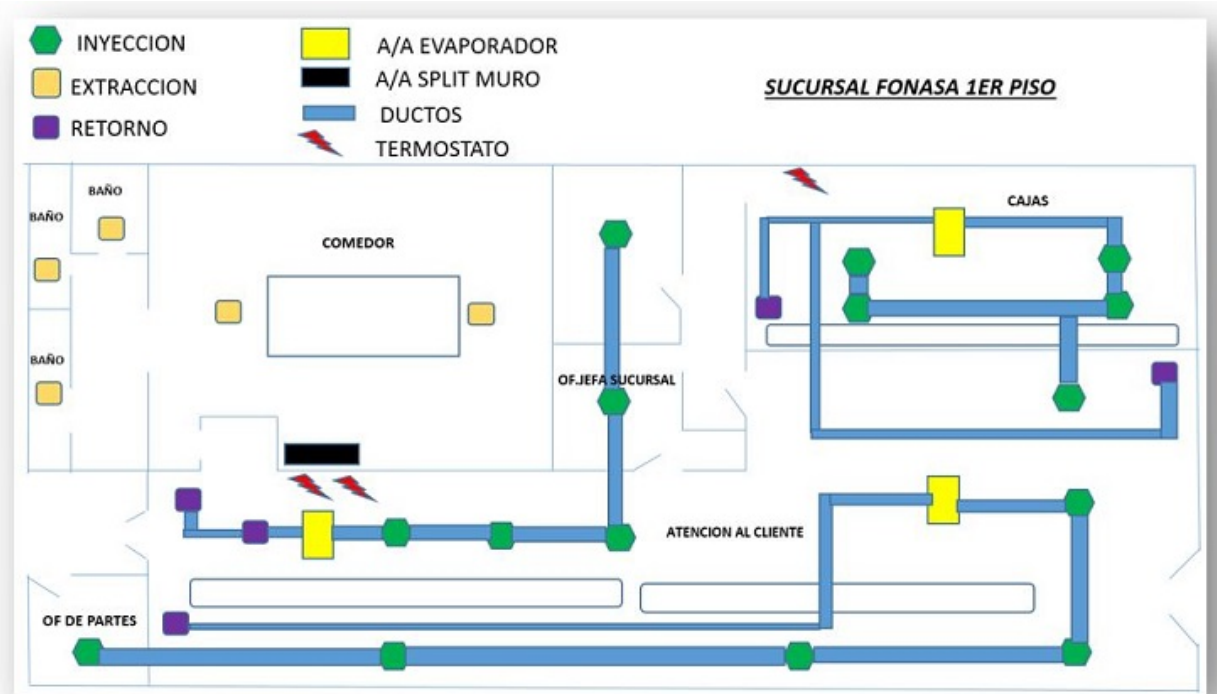 INYECCION
EXTRACCION
RETORNO
A/A EVAPORADOR
A/A SPLIT MURO
DUCTOS
TERMOSTATO
SUCURSAL FONASA 1ER PISO
BAÑO
BAÑO
COMEDOR
CAJAS
BAÑO
OF.JEFA SUCURSAL
ATENCION AL CLIENTE
OF DE PARTES